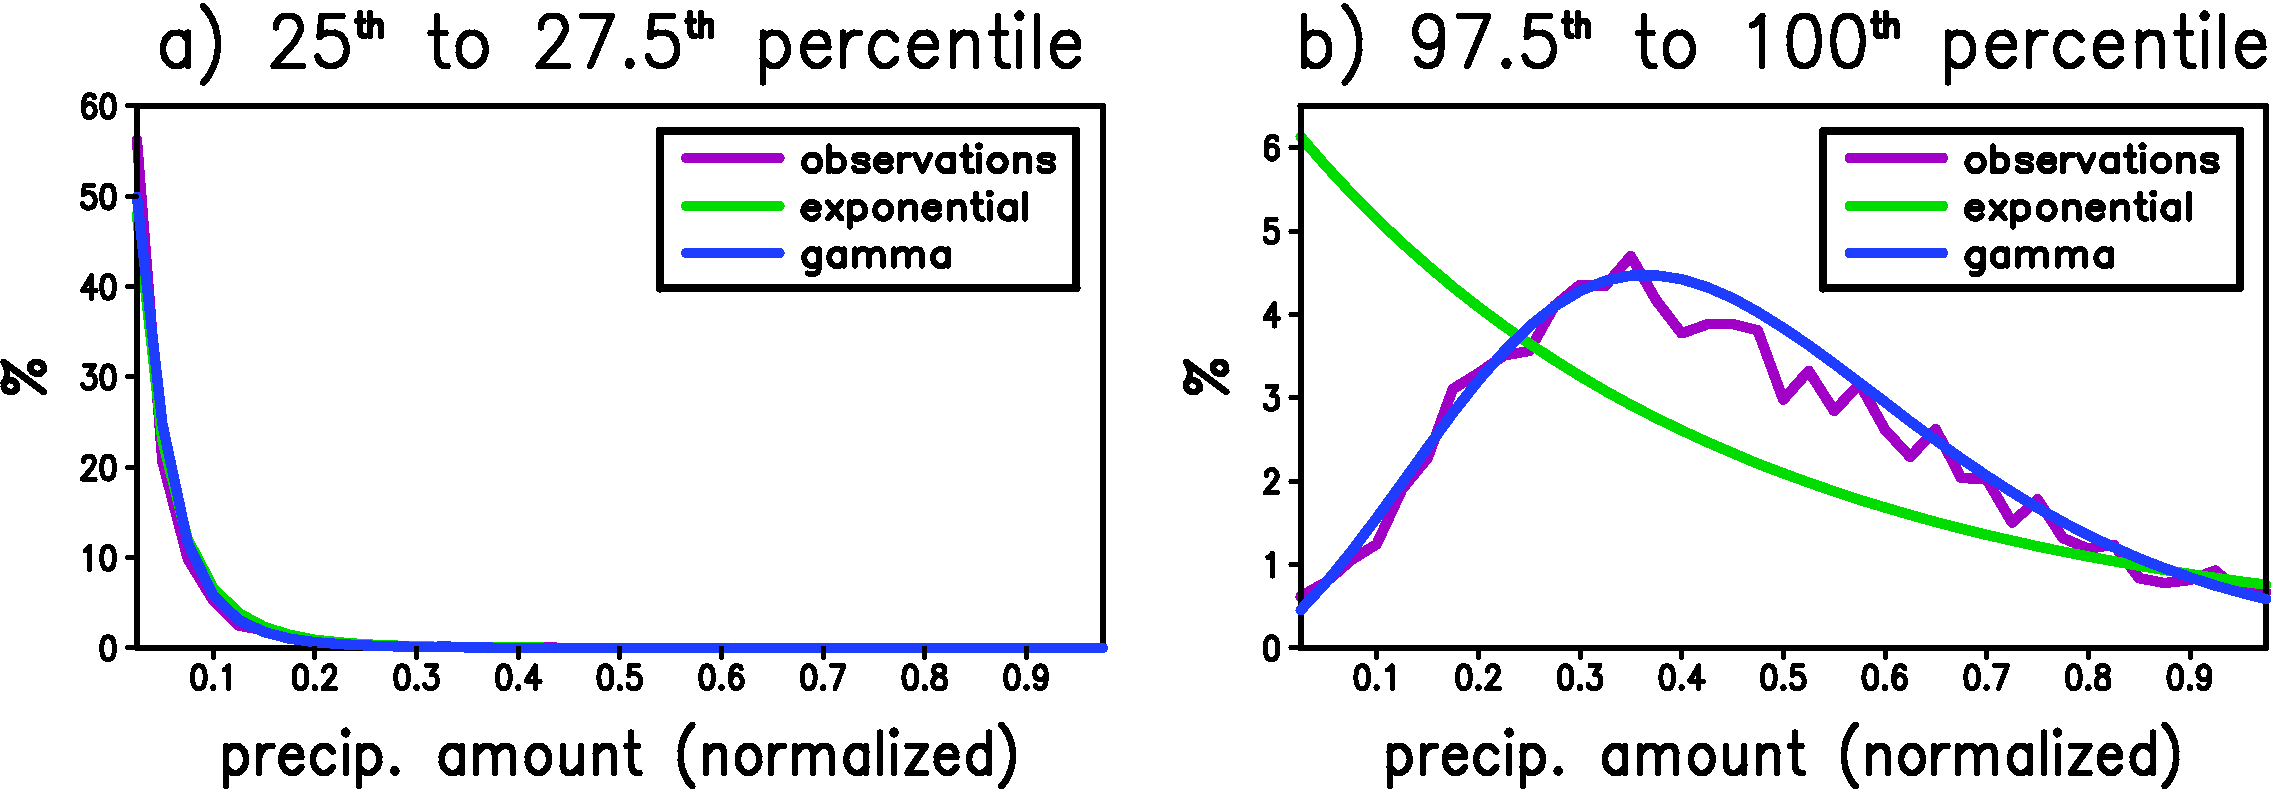 a) 25th to 27.5th percentile
60
50
40
30
20
10
0
%
observations
exponential
gamma
0.1 0.2 0.3 0.4 0.5 0.6 0.7 0.8 0.9
precip. amount (normalized)
b) 97.5th to 100th percentile
6
5
4
3
2
1
0
%
observations
exponential
gamma
0.1 0.2 0.3 0.4 0.5 0.6 0.7 0.8 0.9
precip. amount (normalized)